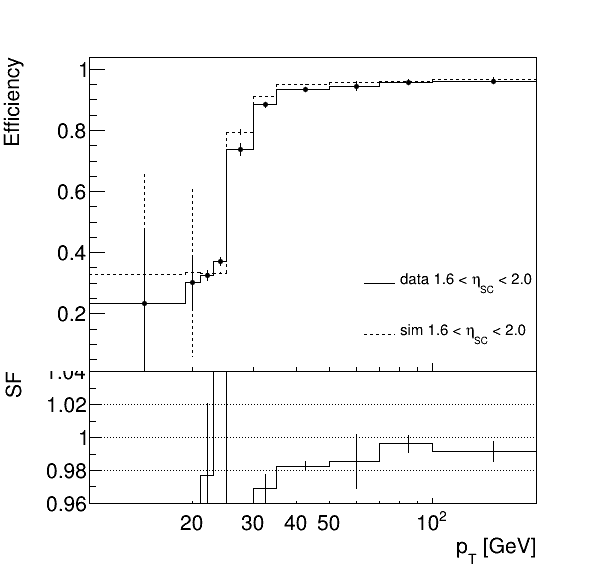 Efficiency
1
0.8
0.6
0.4
0.2
data 1.6 < η_SC < 2.0
sim 1.6 < η_SC < 2.0
SF
1.04
1.02
1
0.98
0.96
20 30 40 50 10²
p_T [GeV]